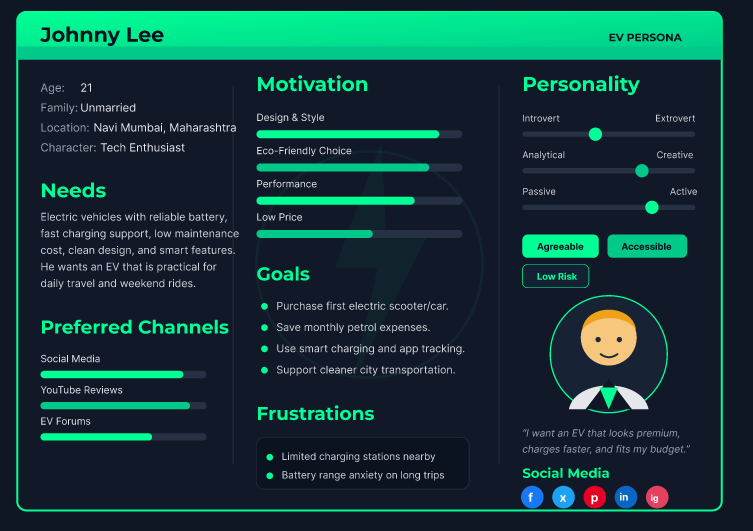 Johnny Lee
EV PERSONA
Age: 21
Family: Unmarried
Location: Navi Mumbai, Maharashtra
Character: Tech Enthusiast
Needs
Electric vehicles with reliable battery,
fast charging support, low maintenance
cost, clean design, and smart features.
He wants an EV that is practical for
daily travel and weekend rides.
Preferred Channels
Social Media
YouTube Reviews
EV Forums
Motivation
Design & Style
Eco-Friendly Choice
Performance
Low Price
Goals
Purchase first electric scooter/car.
Save monthly petrol expenses.
Use smart charging and app tracking.
Support cleaner city transportation.
Frustrations
Limited charging stations nearby
Battery range anxiety on long trips
Personality
Introvert Extrovert
Analytical Creative
Passive Active
Agreeable Accessible
Low Risk
"I want an EV that looks premium,
charges faster, and fits my budget."
Social Media
f x p in ig